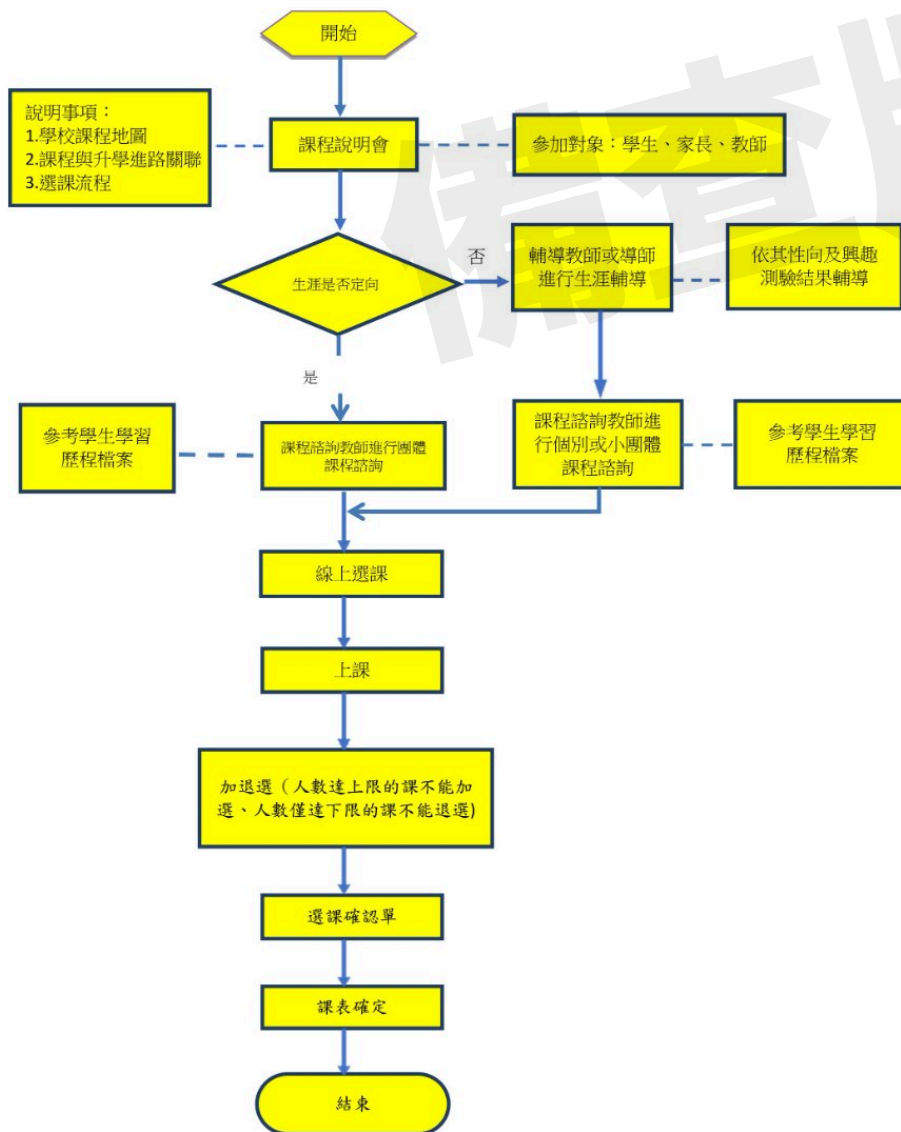 開始
說明事項：
1.學校課程地圖
2.課程與升學進路關聯
3.選課流程
課程說明會
參加對象：學生、家長、教師
生涯是否定向
否
輔導教師或導師
進行生涯輔導
依其性向及興趣
測驗結果輔導
是
參考學生學習
歷程檔案
課程諮詢教師進行團體
課程諮詢
課程諮詢教師進
行個別或小團體
課程諮詢
參考學生學習
歷程檔案
線上選課
上課
加退選（人數達上限的課不能加
選、人數僅達下限的課不能退選)
選課確認單
課表確定
結束
備查版